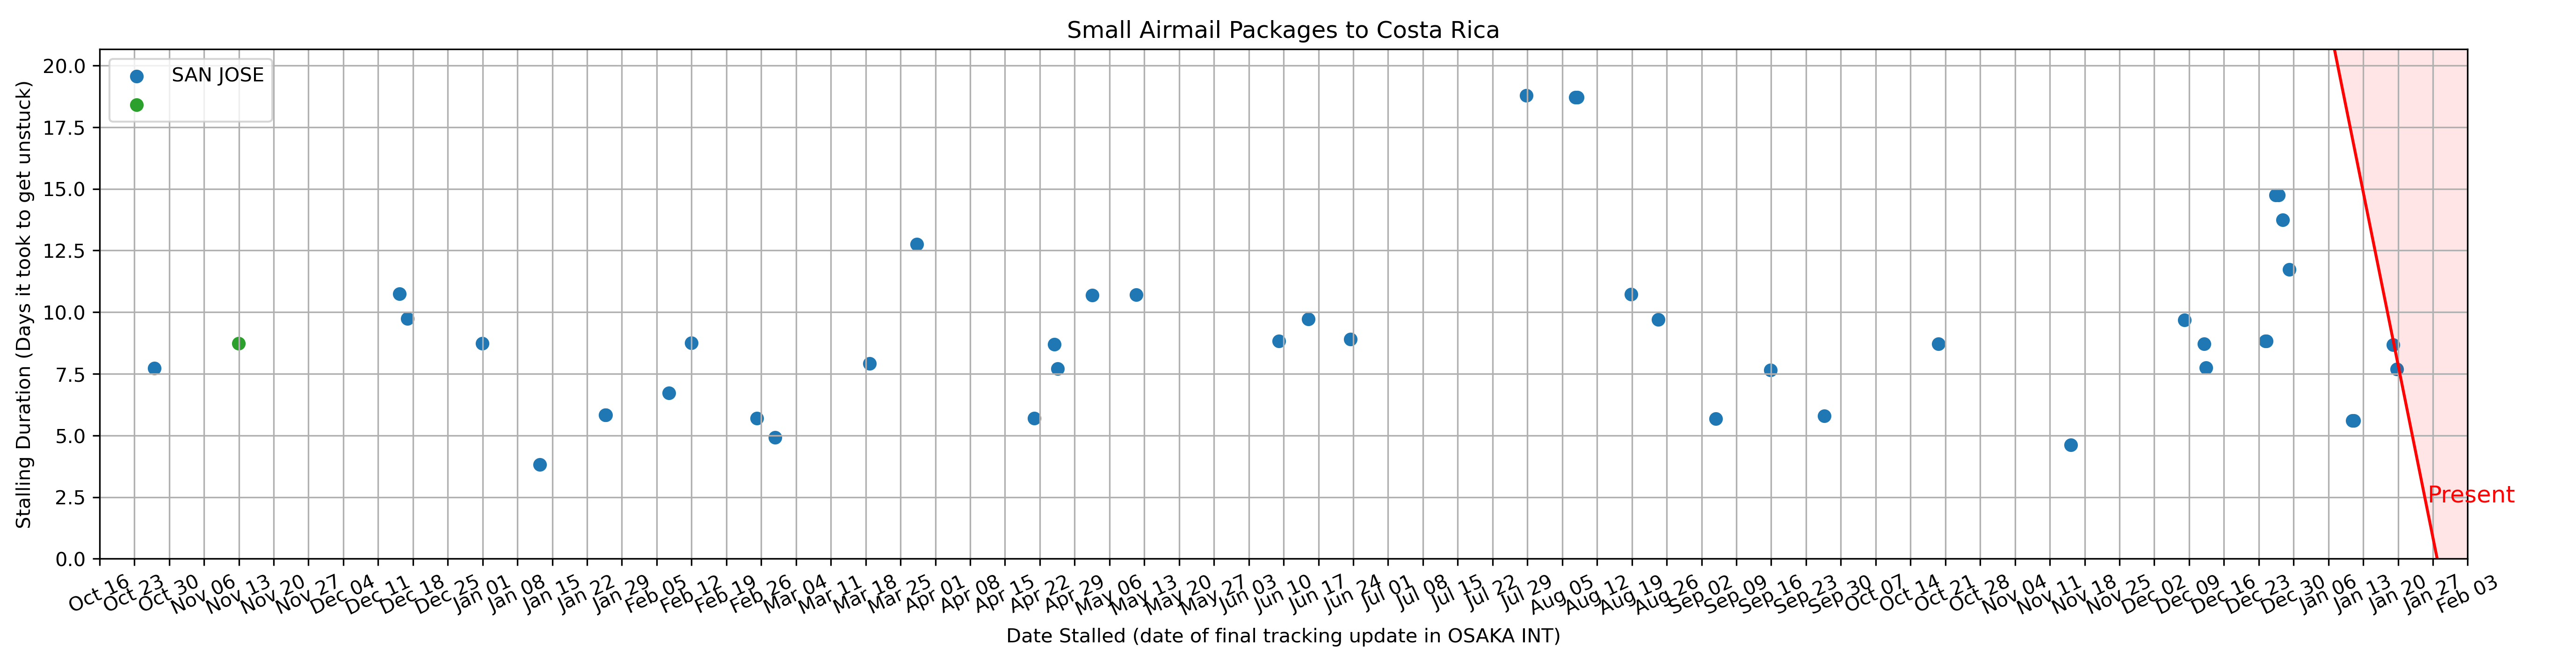 Small Airmail Packages to Costa Rica
SAN JOSE
Stalling Duration (Days it took to get unstuck)
20.0
17.5
15.0
12.5
10.0
7.5
5.0
2.5
0.0
Present
Oct 16
Oct 23
Oct 30
Nov 06
Nov 13
Nov 20
Nov 27
Dec 04
Dec 11
Dec 18
Dec 25
Jan 01
Jan 08
Jan 15
Jan 22
Jan 29
Feb 05
Feb 12
Feb 19
Feb 26
Mar 04
Mar 11
Mar 18
Mar 25
Apr 01
Apr 08
Apr 15
Apr 22
Apr 29
May 06
May 13
May 20
May 27
Jun 03
Jun 10
Jun 17
Jun 24
Jul 01
Jul 08
Jul 15
Jul 22
Jul 29
Aug 05
Aug 12
Aug 19
Aug 26
Sep 02
Sep 09
Sep 16
Sep 23
Sep 30
Oct 07
Oct 14
Oct 21
Oct 28
Nov 04
Nov 11
Nov 18
Nov 25
Dec 02
Dec 09
Dec 16
Dec 23
Dec 30
Jan 06
Jan 13
Jan 20
Jan 27
Feb 03
Date Stalled (date of final tracking update in OSAKA INT)